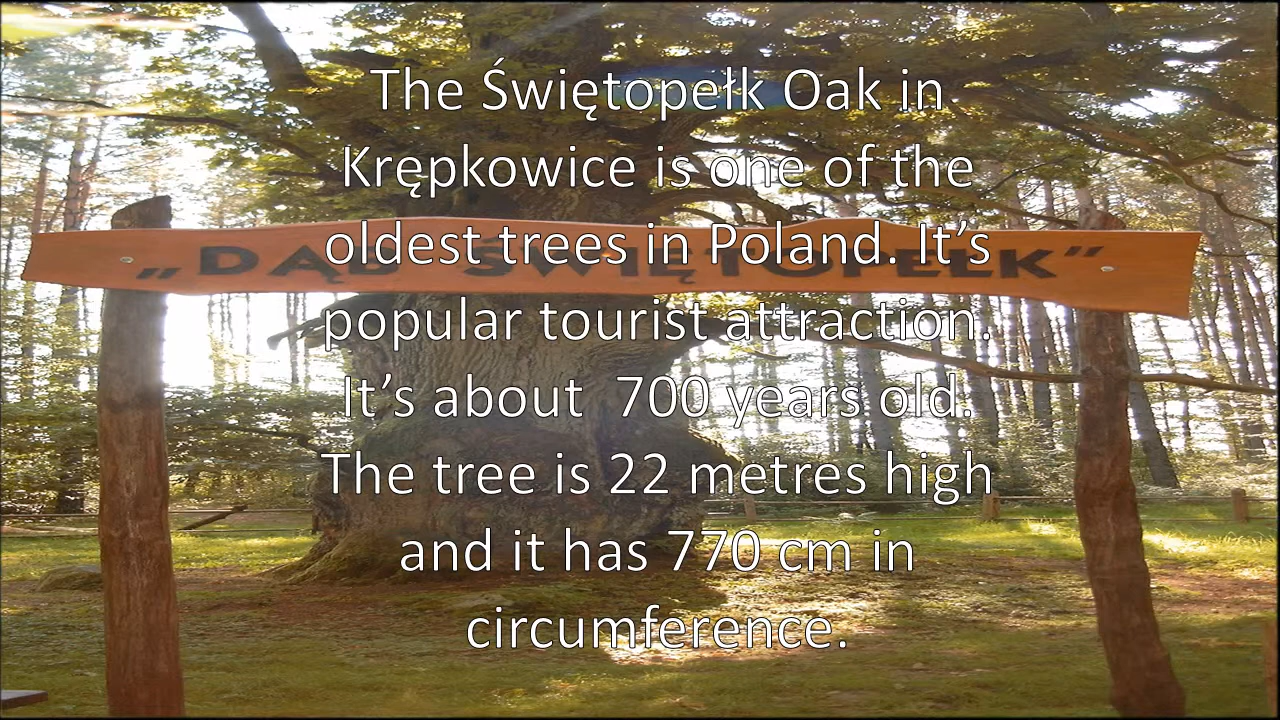 The Świętopełk Oak in
Krępkowice is one of the
oldest trees in Poland. It’s
popular tourist attraction.
It’s about  700 years old.
The tree is 22 metres high
and it has 770 cm in
circumference.
„DĄB ŚWIĘTOPEŁK”